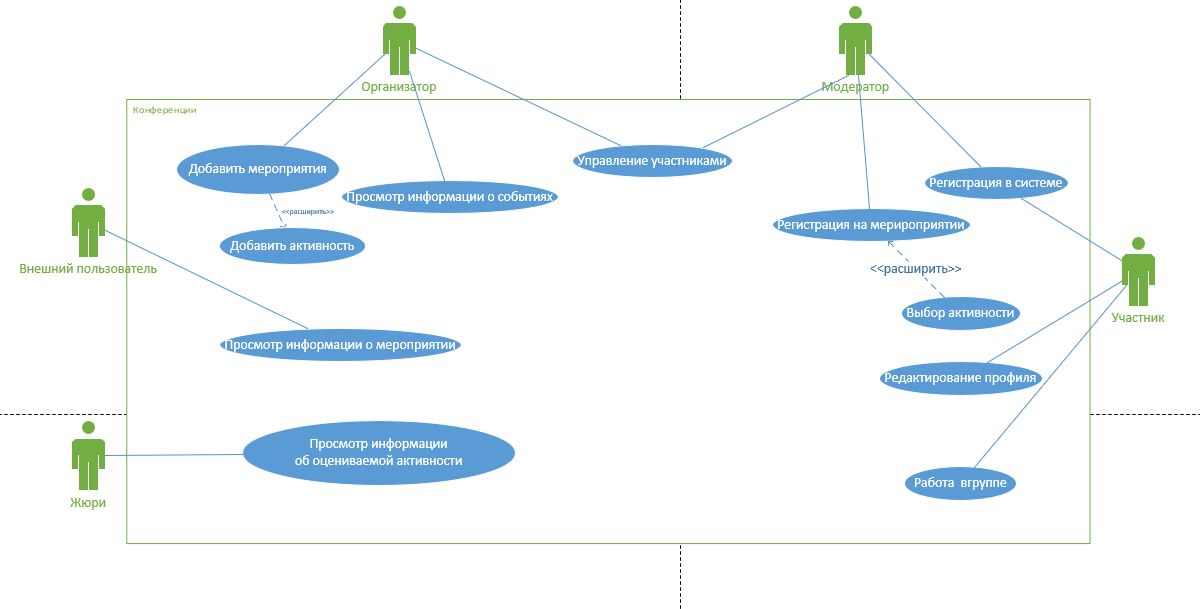 Организатор
Модератор
Конференции
Добавить мероприятия
Управление участниками
Просмотр информации о событиях
Регистрация в системе
<<расширить>>
Регистрация на мерироприятии
Добавить активность
Внешний пользователь
<<расширить>>
Выбор активности
Участник
Просмотр информации о мероприятии
Редактирование профиля
Просмотр информации
об оцениваемой активности
Жюри
Работа  вгруппе